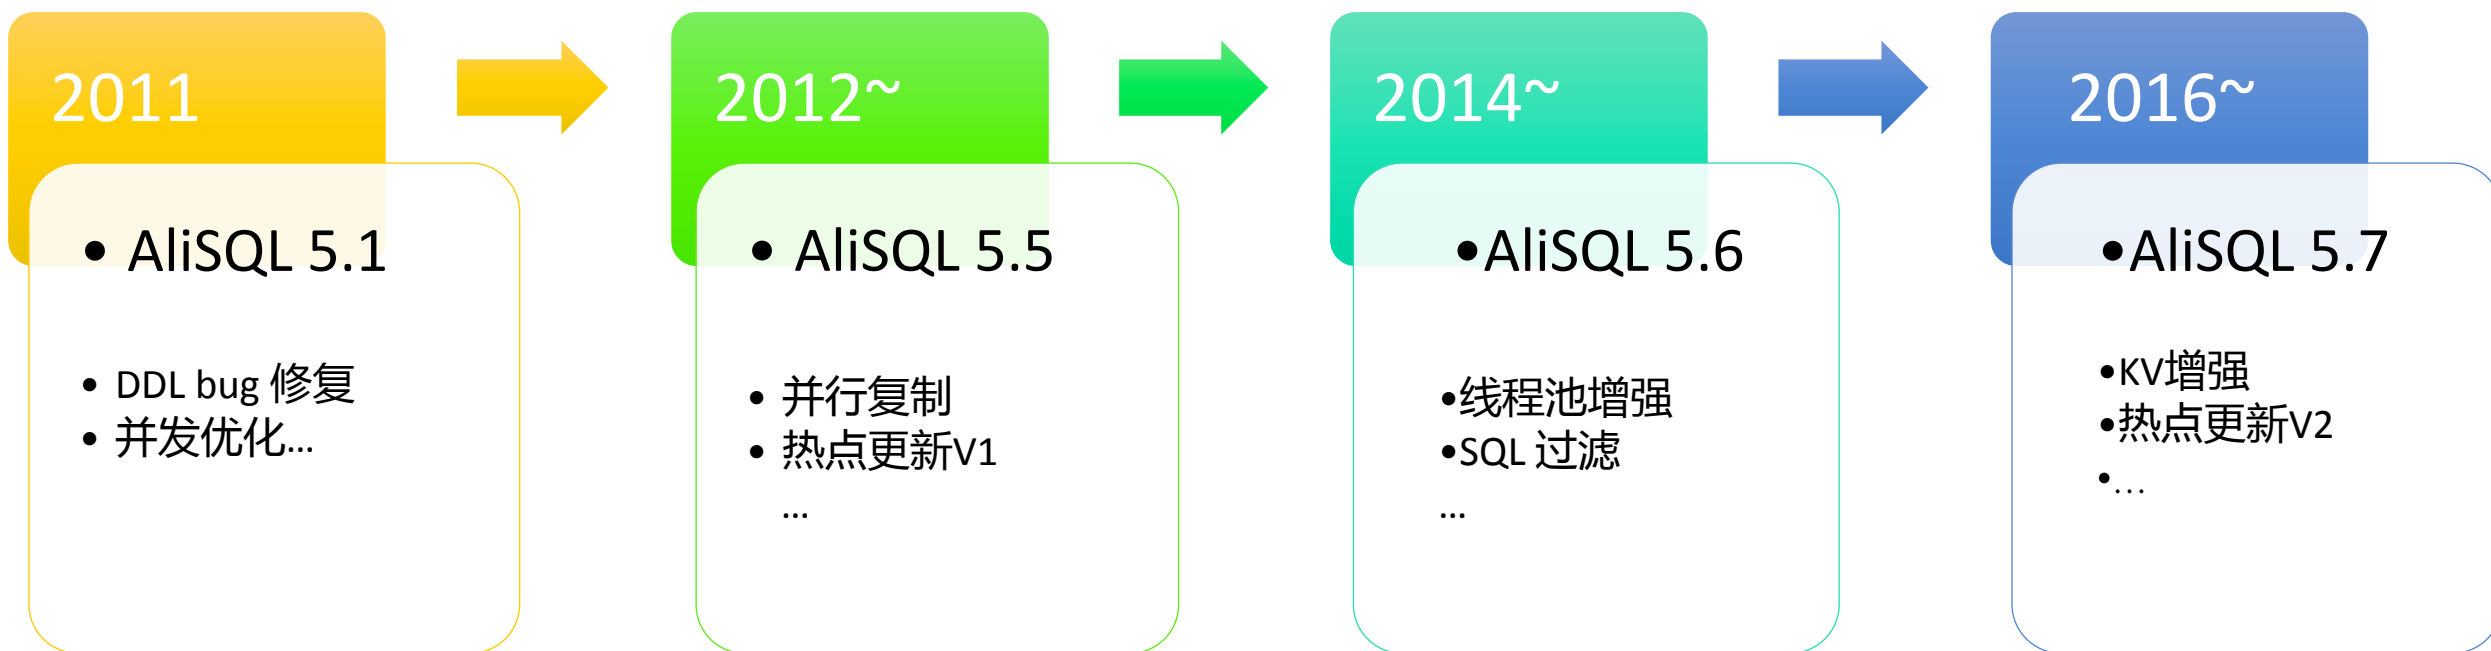 2011
• AliSQL 5.1
• DDL bug 修复
• 并发优化...
2012~
• AliSQL 5.5
• 并行复制
• 热点更新V1
...
2014~
•AliSQL 5.6
•线程池增强
•SQL 过滤
...
2016~
•AliSQL 5.7
•KV增强
•热点更新V2
•...